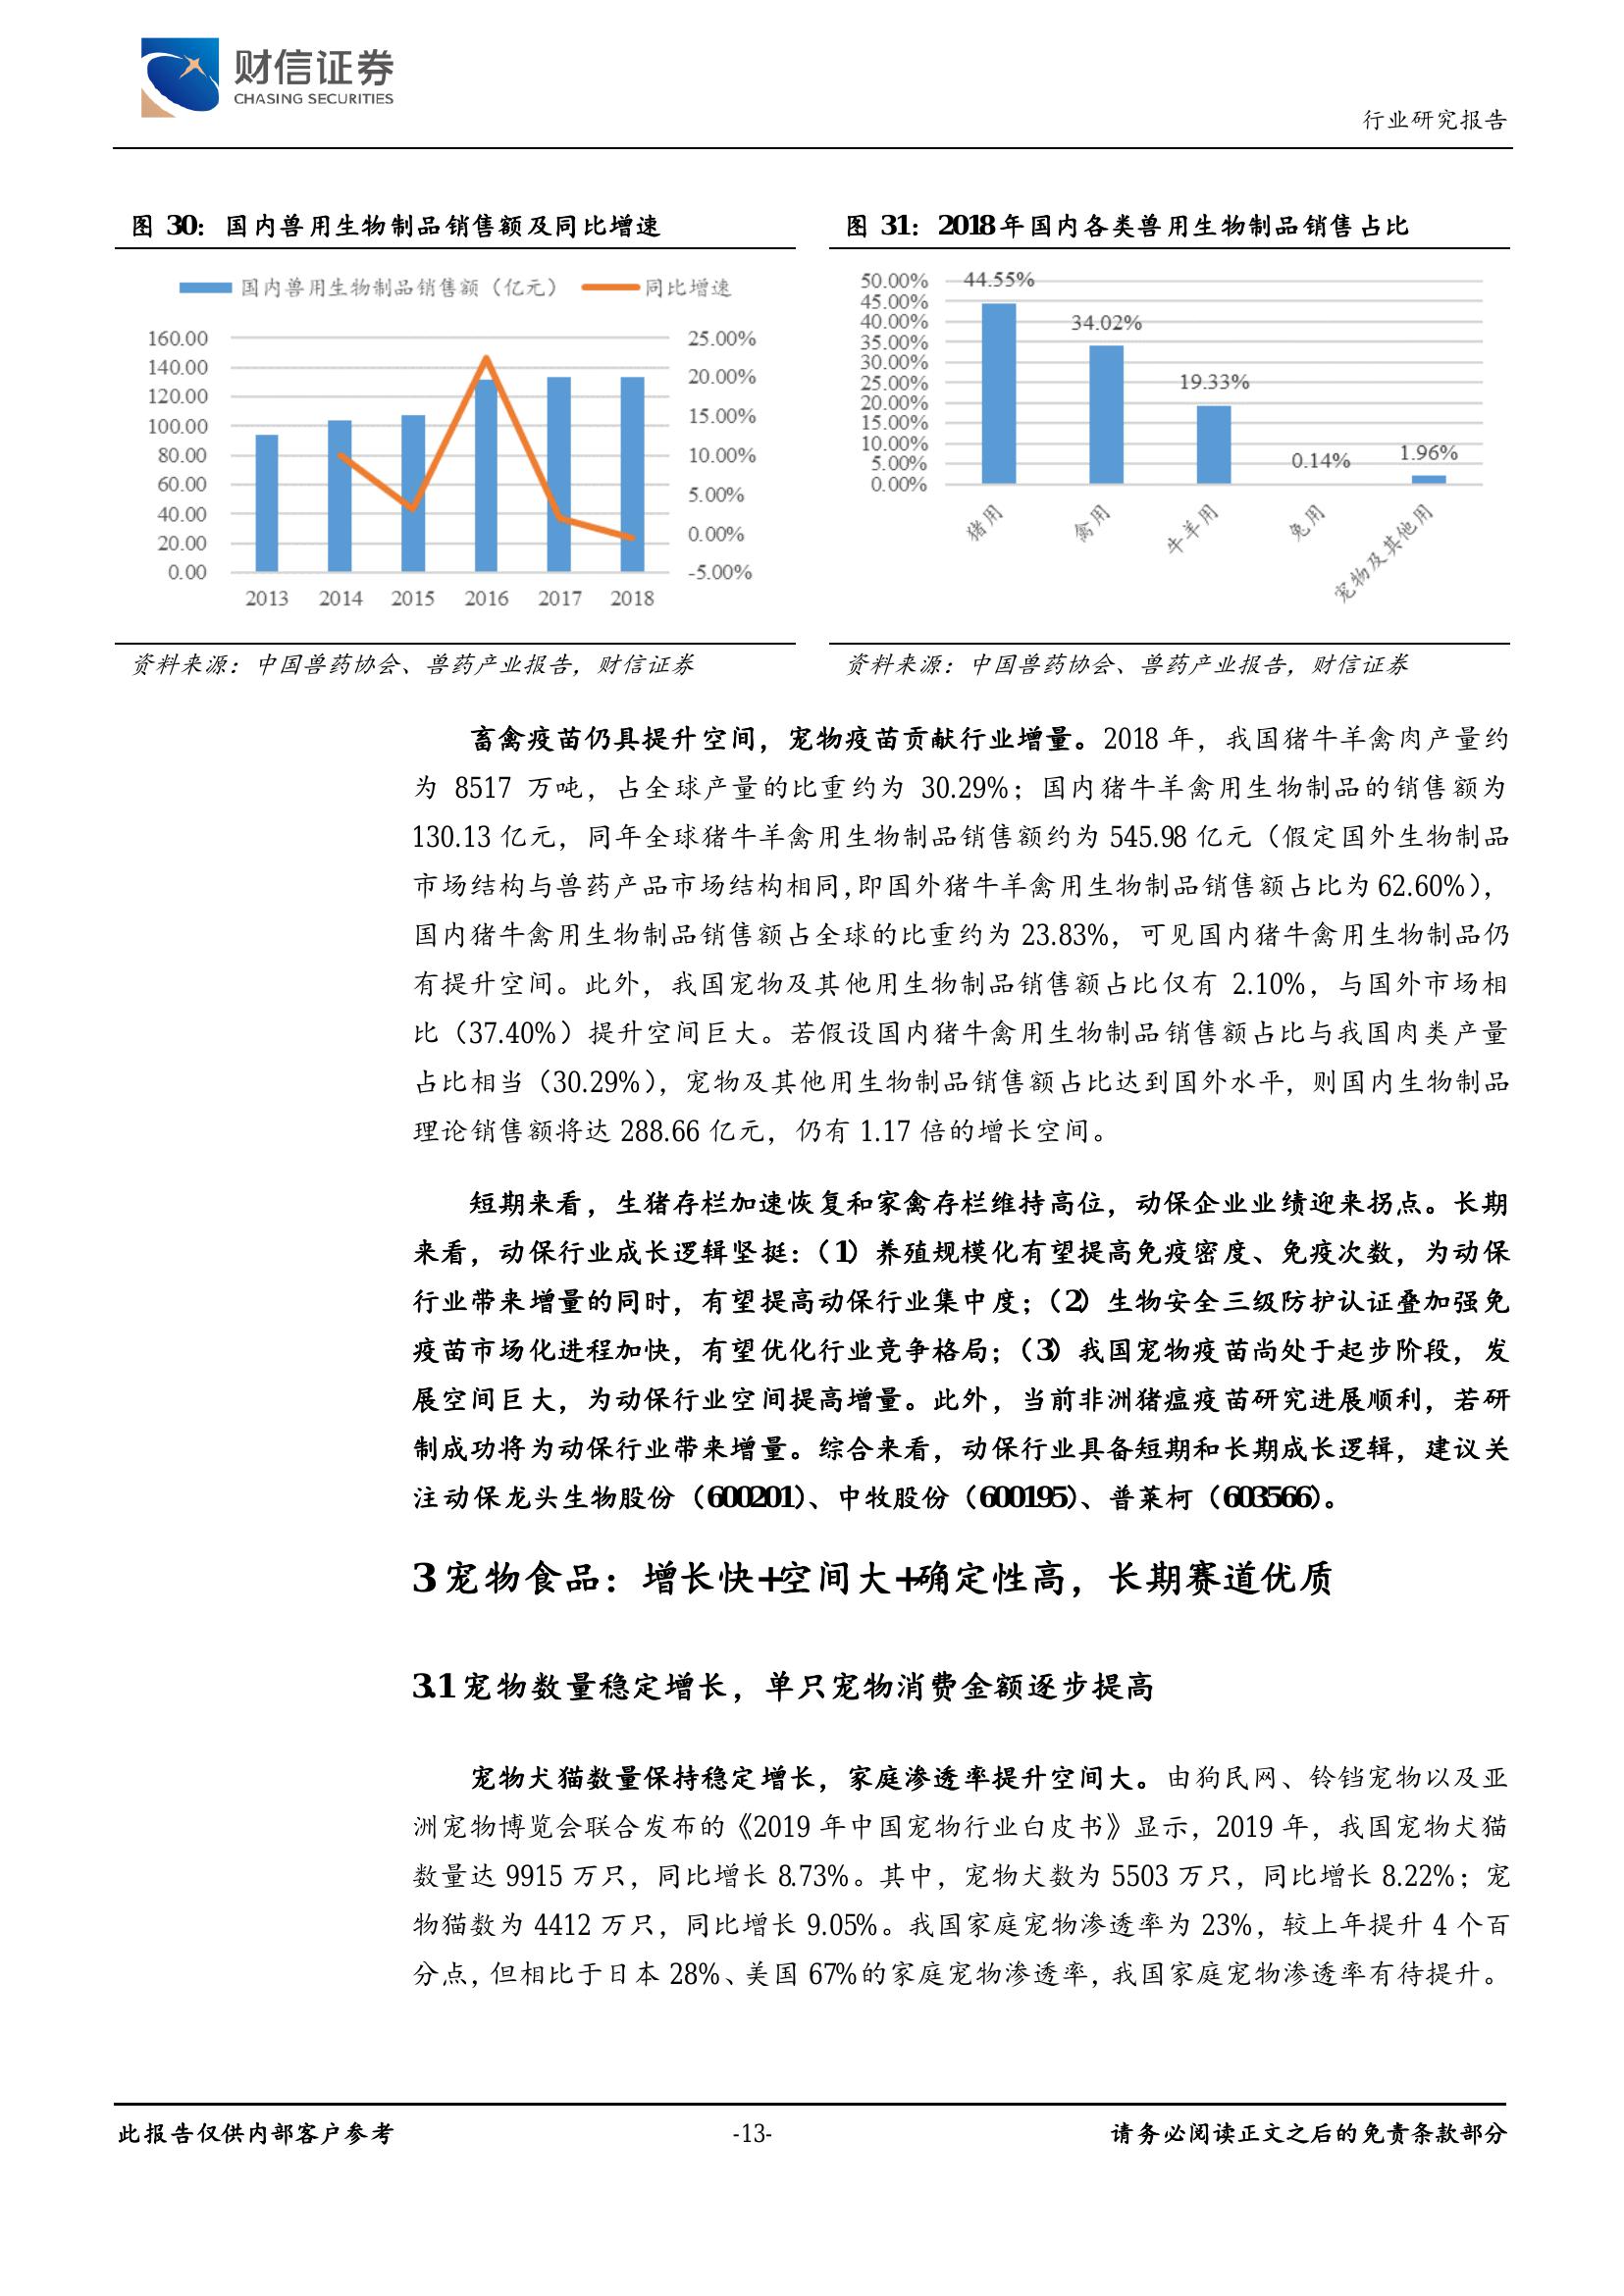 财信证券
CHASING SECURITIES
行业研究报告
图 30：国内兽用生物制品销售额及同比增速
国内兽用生物制品销售额（亿元） 同比增速
160.00
140.00
120.00
100.00
80.00
60.00
40.00
20.00
0.00
25.00%
20.00%
15.00%
10.00%
5.00%
0.00%
-5.00%
2013 2014 2015 2016 2017 2018
资料来源：中国兽药协会、兽药产业报告，财信证券
图 31：2018 年国内各类兽用生物制品销售占比
50.00%
45.00%
40.00%
35.00%
30.00%
25.00%
20.00%
15.00%
10.00%
5.00%
0.00%
44.55%
34.02%
19.33%
0.14%
1.96%
猪用 禽用 牛羊用 兔用 宠物及其他用
资料来源：中国兽药协会、兽药产业报告，财信证券
畜禽疫苗仍具提升空间，宠物疫苗贡献行业增量。2018 年，我国猪牛羊禽肉产量约
为 8517 万吨，占全球产量的比重约为 30.29%；国内猪牛羊禽用生物制品的销售额为
130.13 亿元，同年全球猪牛羊禽用生物制品销售额约为 545.98 亿元（假定国外生物制品
市场结构与兽药产品市场结构相同,即国外猪牛羊禽用生物制品销售额占比为 62.60%），
国内猪牛禽用生物制品销售额占全球的比重约为 23.83%，可见国内猪牛禽用生物制品仍
有提升空间。此外，我国宠物及其他用生物制品销售额占比仅有 2.10%，与国外市场相
比（37.40%）提升空间巨大。若假设国内猪牛禽用生物制品销售额占比与我国肉类产量
占比相当（30.29%），宠物及其他用生物制品销售额占比达到国外水平，则国内生物制品
理论销售额将达 288.66 亿元，仍有 1.17 倍的增长空间。
短期来看，生猪存栏加速恢复和家禽存栏维持高位，动保企业业绩迎来拐点。长期
来看，动保行业成长逻辑坚挺：（1）养殖规模化有望提高免疫密度、免疫次数，为动保
行业带来增量的同时，有望提高动保行业集中度；（2）生物安全三级防护认证叠加强免
疫苗市场化进程加快，有望优化行业竞争格局；（3）我国宠物疫苗尚处于起步阶段，发
展空间巨大，为动保行业空间提高增量。此外，当前非洲猪瘟疫苗研究进展顺利，若研
制成功将为动保行业带来增量。综合来看，动保行业具备短期和长期成长逻辑，建议关
注动保龙头生物股份（600201）、中牧股份（600195）、普莱柯（603566）。
3 宠物食品：增长快+空间大+确定性高，长期赛道优质
3.1 宠物数量稳定增长，单只宠物消费金额逐步提高
宠物犬猫数量保持稳定增长，家庭渗透率提升空间大。由狗民网、铃铛宠物以及亚
洲宠物博览会联合发布的《2019 年中国宠物行业白皮书》显示，2019 年，我国宠物犬猫
数量达 9915 万只，同比增长 8.73%。其中，宠物犬数为 5503 万只，同比增长 8.22%；宠
物猫数为 4412 万只，同比增长 9.05%。我国家庭宠物渗透率为 23%，较上年提升 4 个百
分点，但相比于日本 28%、美国 67%的家庭宠物渗透率，我国家庭宠物渗透率有待提升。
此报告仅供内部客户参考
-13-
请务必阅读正文之后的免责条款部分